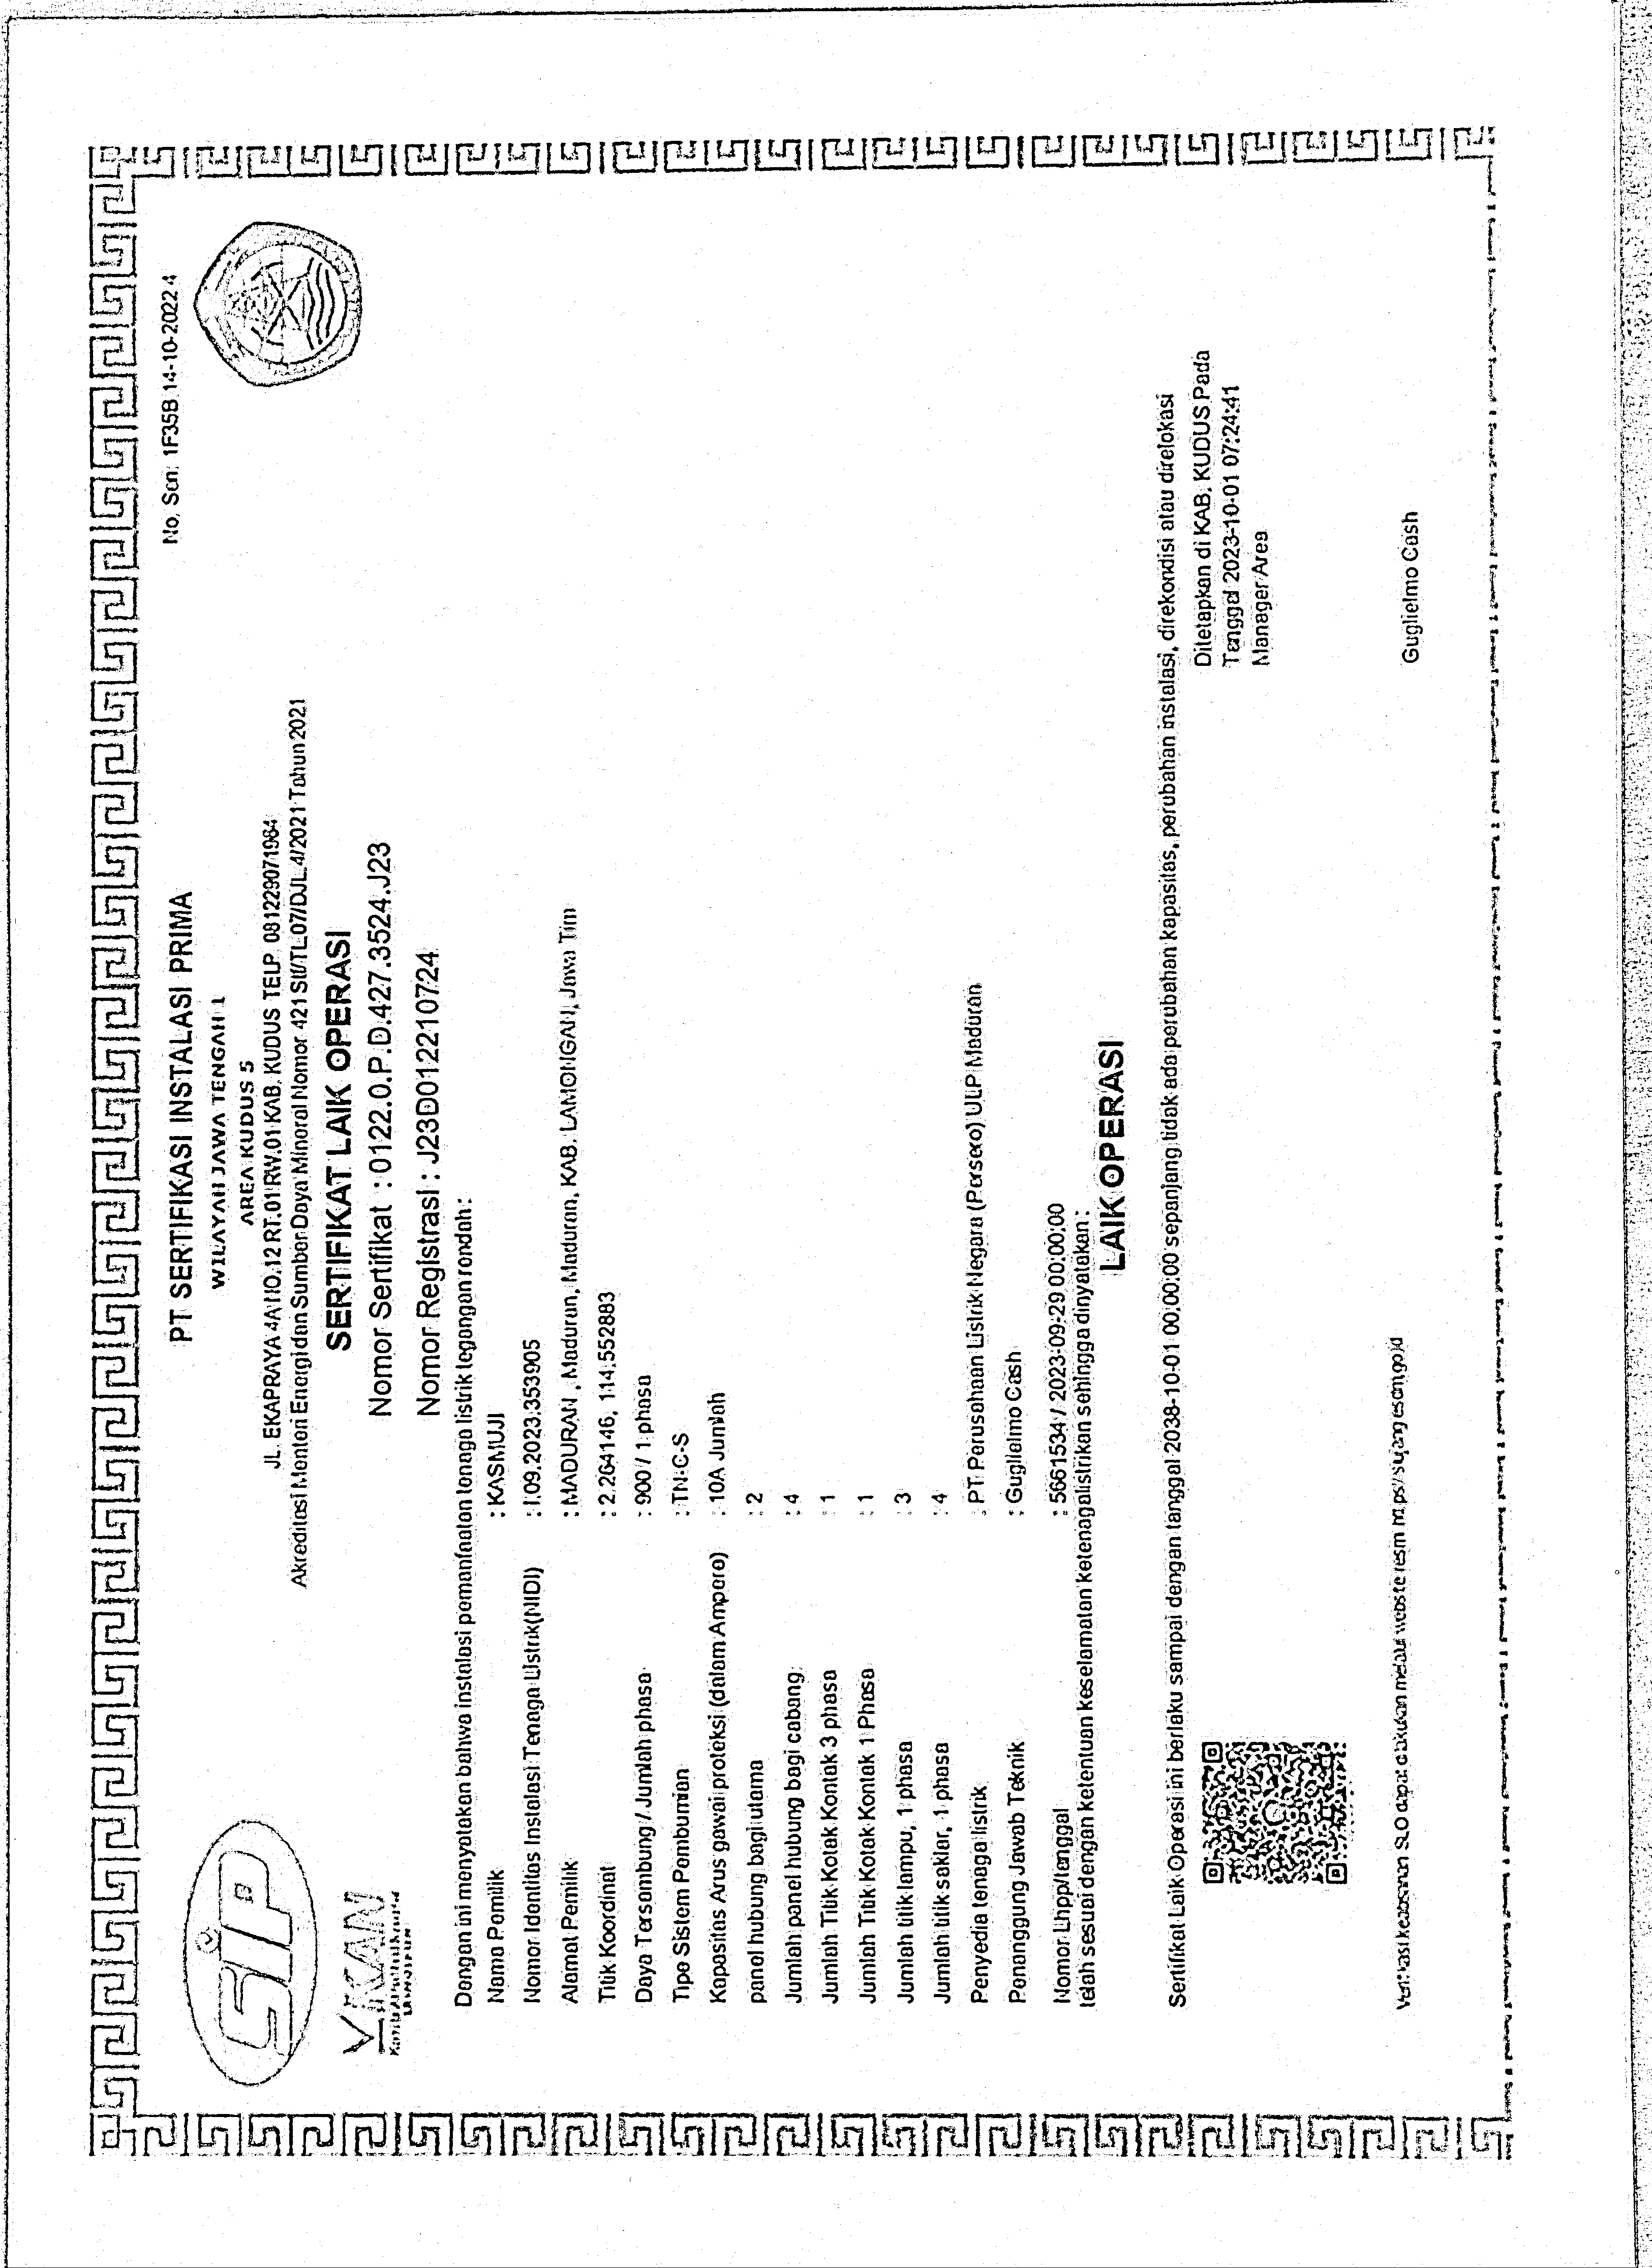 No. Seri: 1F35B.14-10-2022 4
SIP
KAN
Komite Akreditasi Nasional
PT SERTIFIKASI INSTALASI PRIMA
WILAYAH JAWA TENGAH 1
AREA KUDUS 5
JL. EKAPRAYA 4A NO.12 RT.01 RW.01 KAB. KUDUS TELP. 081229071984
Akreditasi Menteri Energi dan Sumber Daya Mineral Nomor 421 Stf/TL.07/DJL.4/2021 Tahun 2021
SERTIFIKAT LAIK OPERASI
Nomor Sertifikat : 0122.0.P.D.427.3524.J23
Nomor Registrasi : J23D012210724
Dengan ini menyatakan bahwa instalasi pemanfaatan tenaga listrik tegangan rendah :
Nama Pemilik : KASMUJI
Nomor Identitas Instalasi Tenaga Listrik(NIDI) : I.09.2023.353905
Alamat Pemilik : MADURAN , Maduran, Maduran, KAB. LAMONGAN, Jawa Tim
Titik Koordinat : 2.264146, 114.552883
Daya Tersambung / Jumlah phasa : 900 / 1 phasa
Tipe Sistem Pembumian : TN-C-S
Kapasitas Arus gawai proteksi (dalam Ampere) : 10A Jumlah
panel hubung bagi utama : 2
Jumlah panel hubung bagi cabang : 4
Jumlah Titik Kotak Kontak 3 phasa : 1
Jumlah Titik Kotak Kontak 1 Phasa : 1
Jumlah titik lampu, 1 phasa : 3
Jumlah titik saklar, 1 phasa : 4
Penyedia tenaga listrik : PT Perusahaan Listrik Negara (Persero) ULP Maduran
Penanggung Jawab Teknik : Guglielmo Cash
Nomor Lhpp/tanggal : 5661534 / 2023-09-29 00:00:00
telah sesuai dengan ketentuan keselamatan ketenagalistrikan sehingga dinyatakan :
LAIK OPERASI
Sertifikat Laik Operasi ini berlaku sampai dengan tanggal 2038-10-01 00:00:00 sepanjang tidak ada perubahan kapasitas, perubahan instalasi, direkondisi atau direlokasi
Ditetapkan di KAB. KUDUS Pada
Tanggal 2023-10-01 07:24:41
Manager Area
Guglielmo Cash
Verifikasi keabsahan SLO dapat dilakukan melalui website resmi